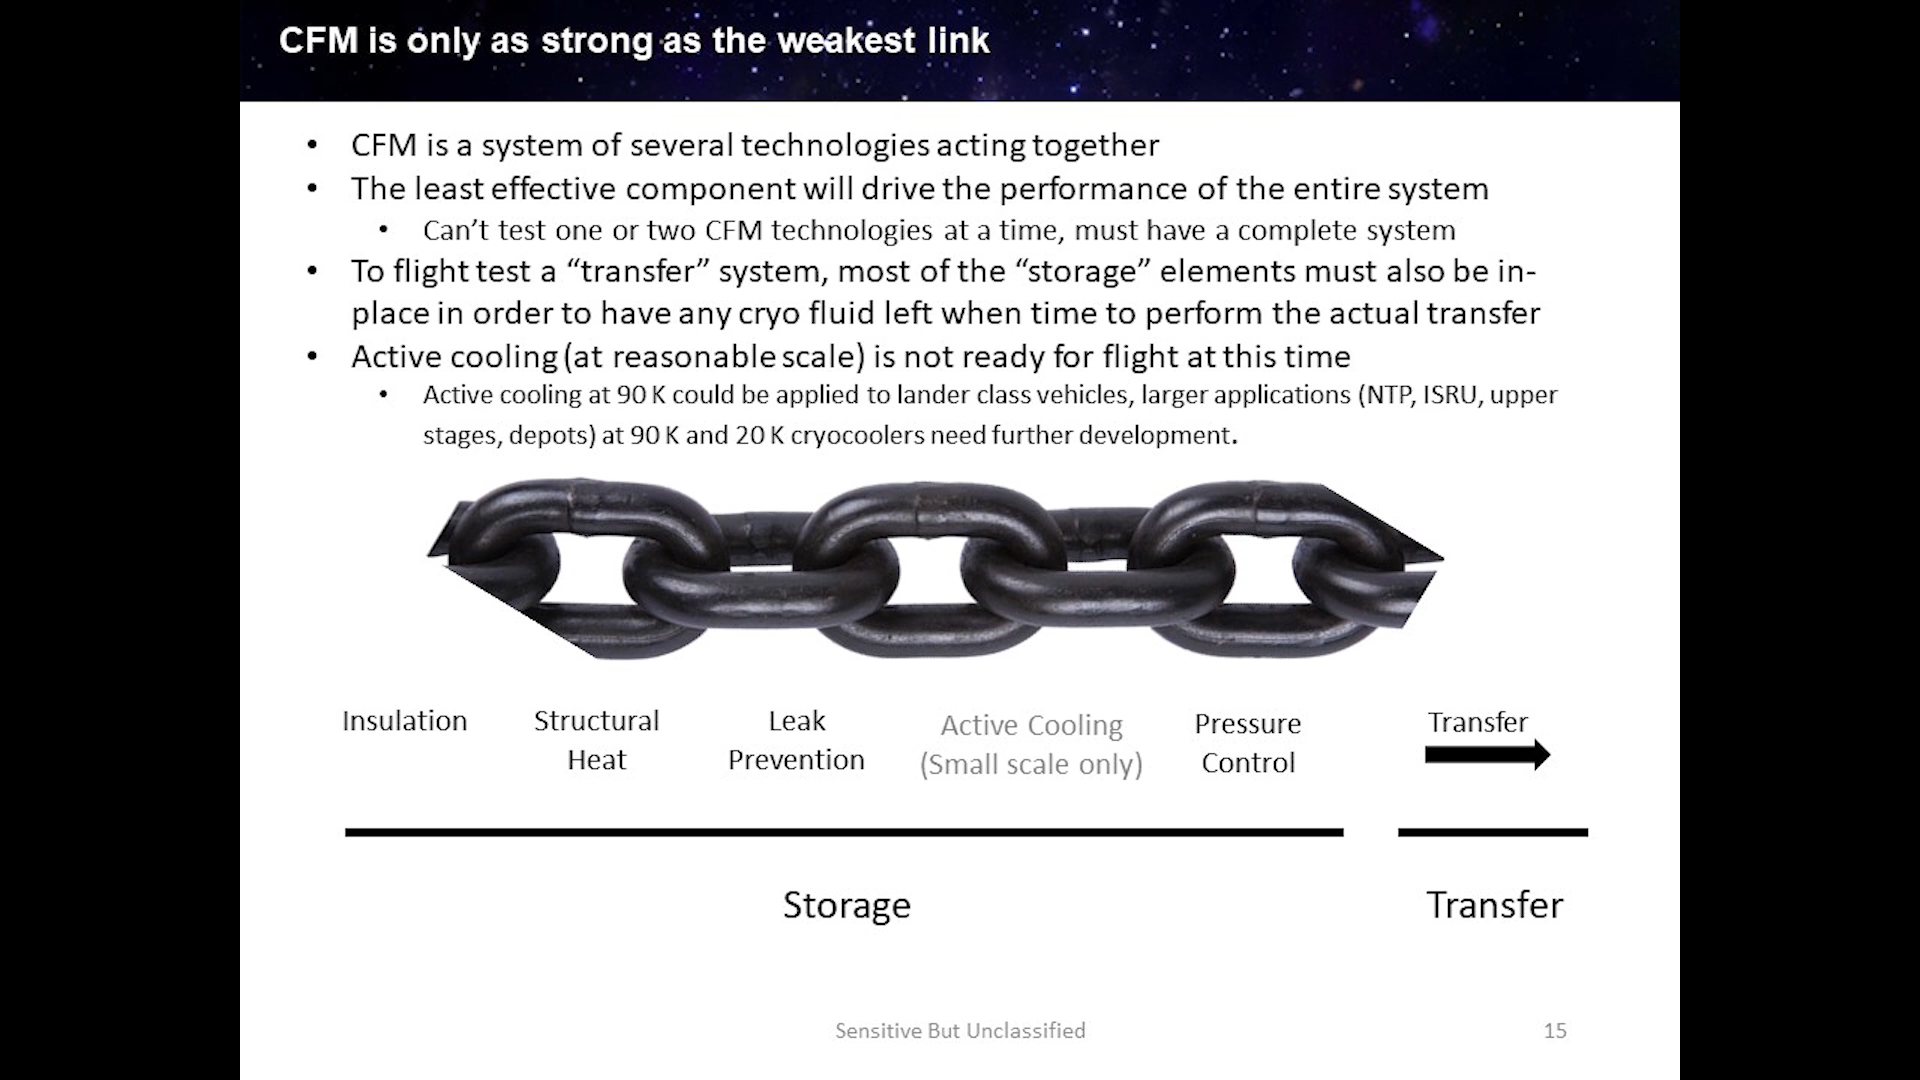 CFM is only as strong as the weakest link
• CFM is a system of several technologies acting together
• The least effective component will drive the performance of the entire system
• Can’t test one or two CFM technologies at a time, must have a complete system
• To flight test a “transfer” system, most of the “storage” elements must also be in-
place in order to have any cryo fluid left when time to perform the actual transfer
• Active cooling (at reasonable scale) is not ready for flight at this time
• Active cooling at 90 K could be applied to lander class vehicles, larger applications (NTP, ISRU, upper
stages, depots) at 90 K and 20 K cryocoolers need further development.
Insulation
Structural
Heat
Leak
Prevention
Active Cooling
(Small scale only)
Pressure
Control
Transfer
Storage
Transfer
Sensitive But Unclassified
15